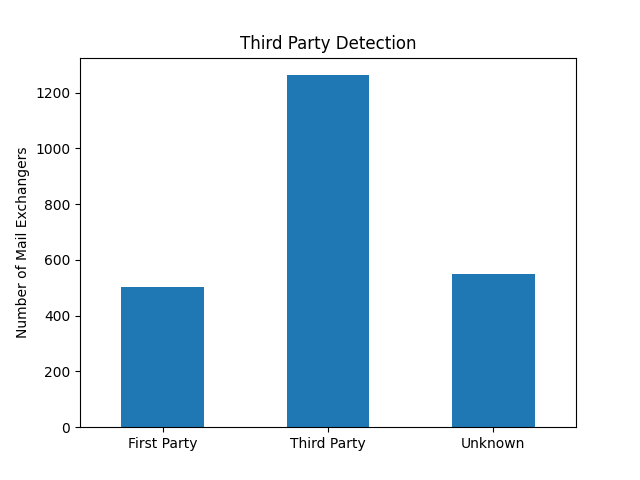 Third Party Detection
Number of Mail Exchangers
1200
1000
800
600
400
200
0
First Party
Third Party
Unknown